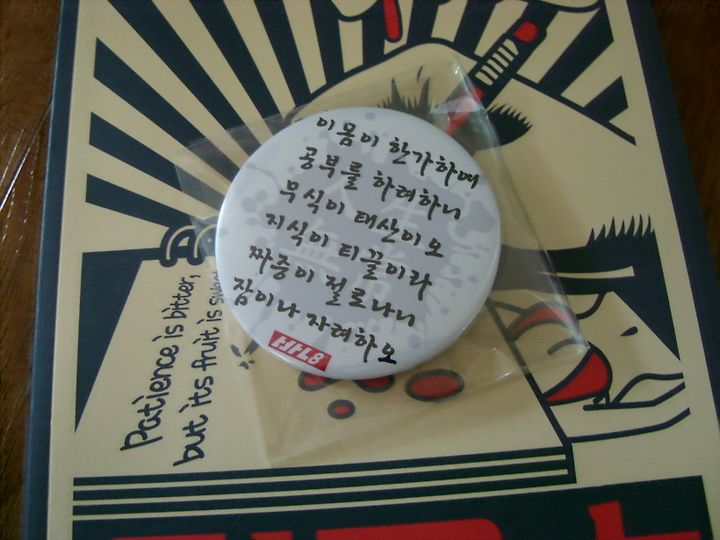 이몸이 한가하여
공부를 하려하니
무식이 태산이오
지식이 티끌이라
짜증이 절로나니
잠이나 자려하오
Patience is bitter,
but its fruit is